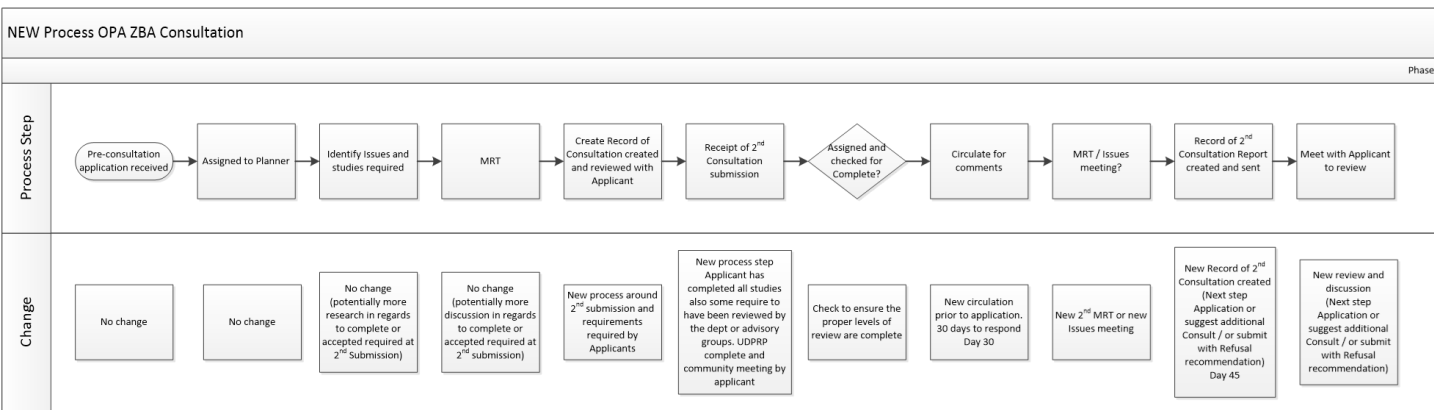 NEW Process OPA ZBA Consultation
Phase
Process Step
Pre-consultation
application received
Assigned to Planner
Identify Issues and
studies required
MRT
Create Record of
Consultation created
and reviewed with
Applicant
Receipt of 2nd
Consultation
submission
Assigned and
checked for
Complete?
Circulate for
comments
MRT / Issues
meeting?
Record of 2nd
Consultation Report
created and sent
Meet with Applicant
to review
Change
No change
No change
No change
(potentially more
research in regards
to complete or
accepted required at
2nd Submission)
No change
(potentially more
discussion in regards
to complete or
accepted required at
2nd submission)
New process around
2nd submission and
requirements
required by
Applicants
New process step
Applicant has
completed all studies
also some require to
have been reviewed by
the dept or advisory
groups. UDPRP
complete and
community meeting by
applicant
Check to ensure the
proper levels of
review are complete
New circulation
prior to application.
30 days to respond
Day 30
New 2nd MRT or new
Issues meeting
New Record of 2nd
Consultation created
(Next step
Application or
suggest additional
Consult / or submit
with Refusal
recommendation)
Day 45
New review and
discussion
(Next step
Application or
suggest additional
Consult / or submit
with Refusal
recommendation)